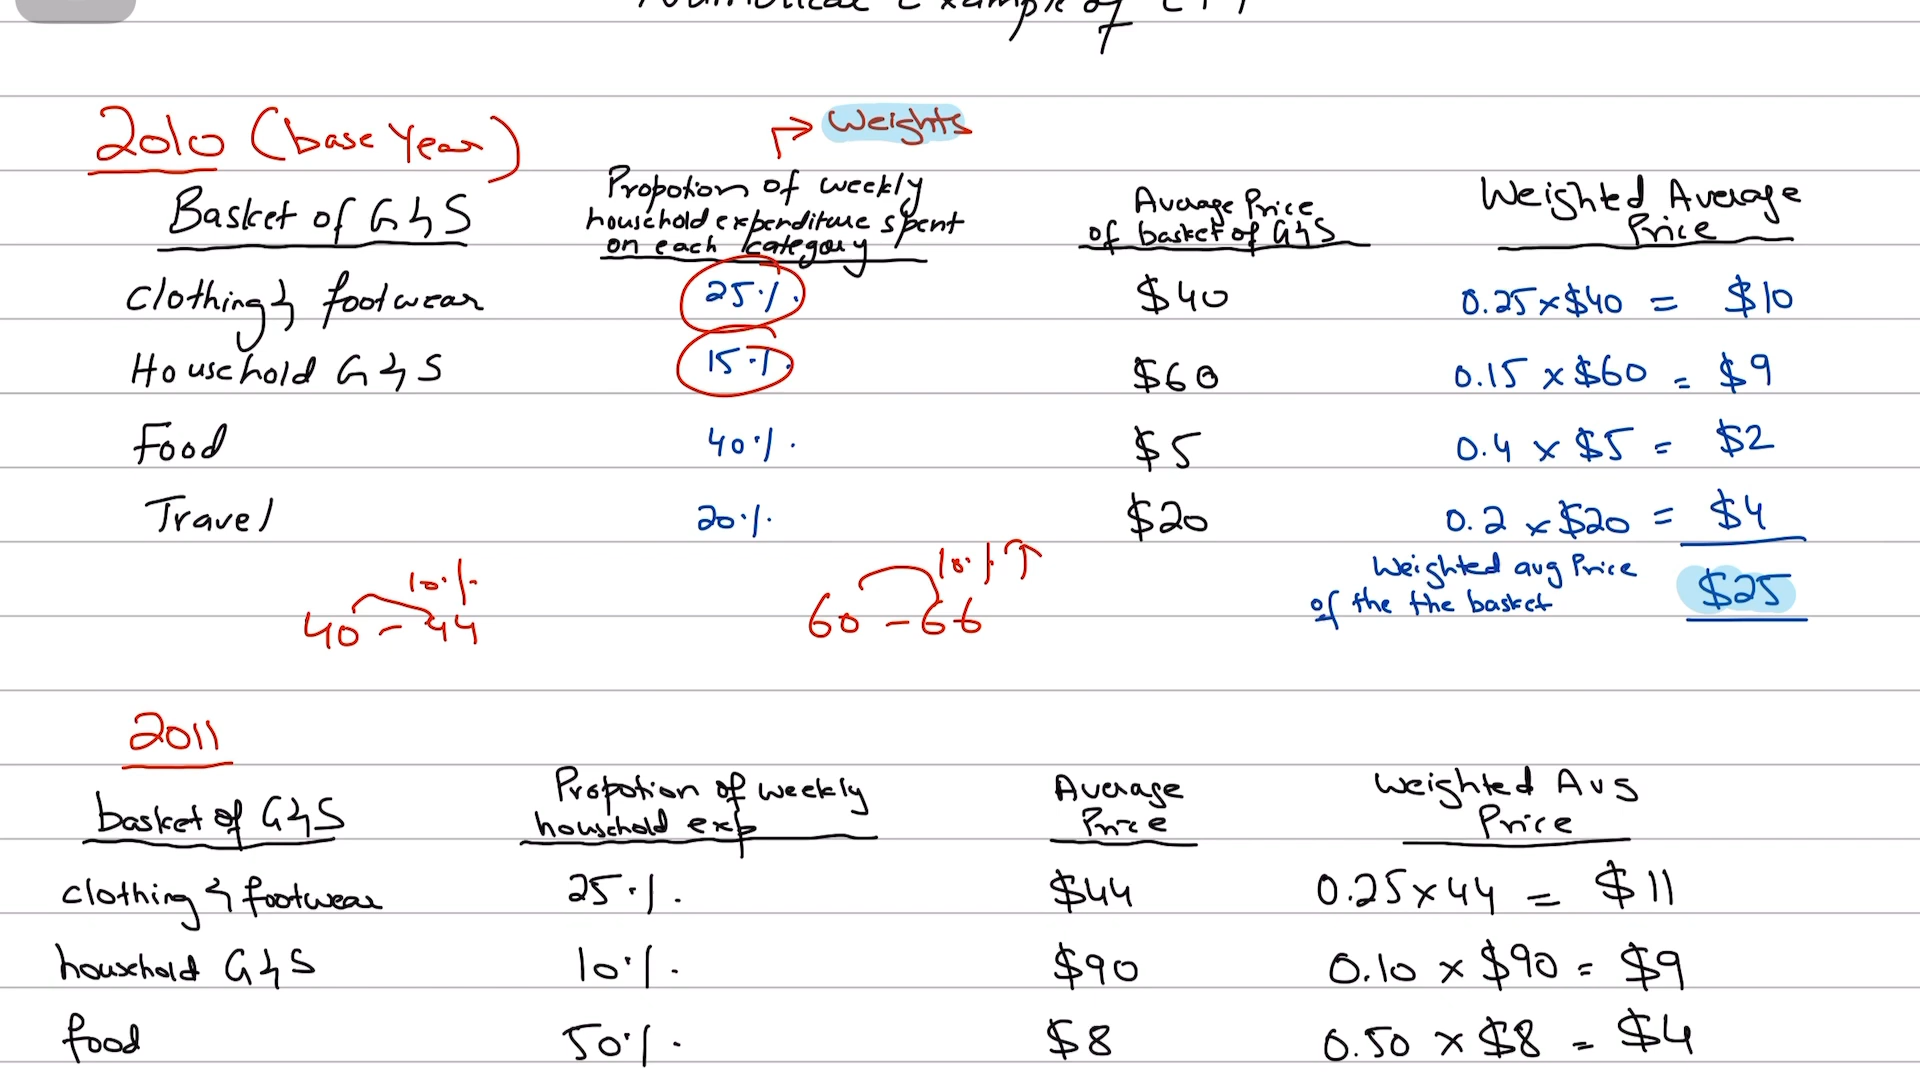 Example of
2010 (base Year)
Weights
Basket of G & S
Propotion of weekly
household expenditure spent
on each category
Average Price
of basket of G&S
Weighted Average
Price
Clothing & footwear 25% $40 0.25 x $40 = $10
Household G & S 15% $60 0.15 x $60 = $9
Food 40% $5 0.4 x $5 = $2
Travel 20% $20 0.2 x $20 = $4
10% 10% ↑
40 - 44 60 - 66
Weighted avg Price
of the the basket $25
2011
basket of G&S
Propotion of weekly
household exp
Average
Price
Weighted Avg
Price
clothing & footwear 25% $44 0.25 x 44 = $11
household G & S 10% $90 0.10 x $90 = $9
food 50% $8 0.50 x $8 = $4